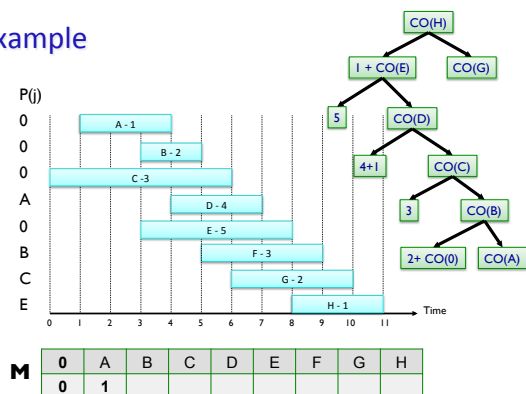 xample
CO(H)
1 + CO(E)
CO(G)
5
CO(D)
4+1
CO(C)
3
CO(B)
2+ CO(0)
CO(A)
P(j)
0
A - 1
0
B - 2
0
C -3
A
D - 4
0
E - 5
B
F - 3
C
G - 2
E
H - 1
Time
0 1 2 3 4 5 6 7 8 9 10 11
M
0 A B C D E F G H
0 1